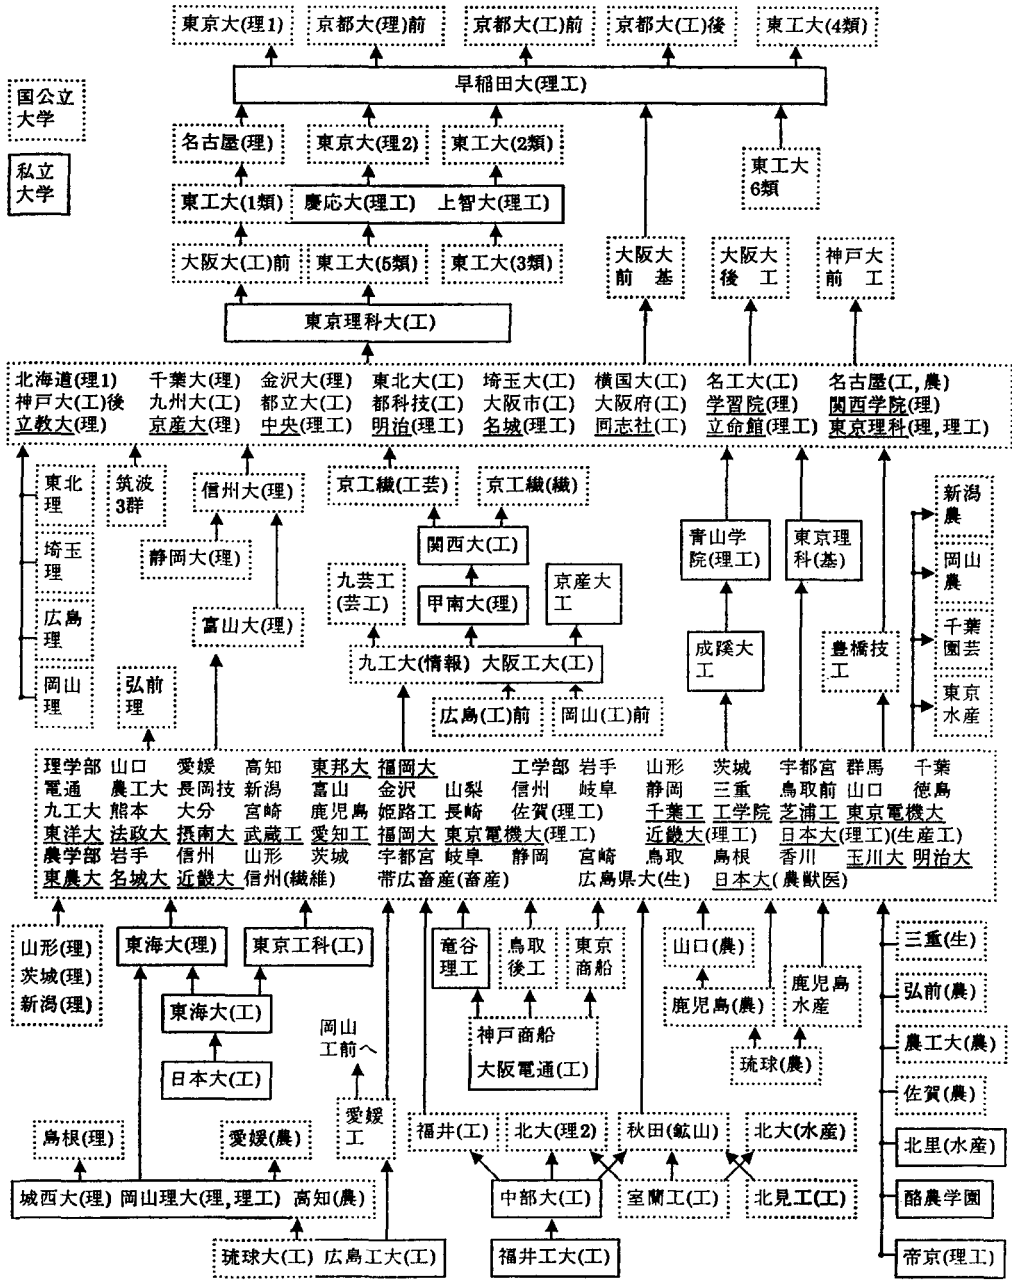 東京大(理1) 京都大(理)前 京都大(工)前 京都大(工)後 東工大(4類)
早稲田大(理工)
国公立
大学
私立
大学
名古屋(理) 東京大(理2) 東工大(2類)
東工大
6類
東工大(1類) 慶応大(理工) 上智大(理工)
大阪大(工)前 東工大(5類) 東工大(3類)
大阪大
前 基
大阪大
後 工
神戸大
前 工
東京理科大(工)
北海道(理1) 千葉大(理) 金沢大(理) 東北大(工) 埼玉大(工) 横国大(工) 名工大(工) 名古屋(工,農)
神戸大(工)後 九州大(工) 都立大(工) 都科技(工) 大阪市(工) 大阪府(工) 学習院(理) 関西学院(理)
立教大(理) 京産大(理) 中央(理工) 明治(理工) 名城(理工) 同志社(工) 立命館(理工) 東京理科(理,理工)
東北
理
筑波
3群
信州大(理)
京工繊(工芸) 京工繊(繊)
新潟
農
埼玉
理
静岡大(理)
関西大(工)
青山学
院(理工)
東京理
科(基)
岡山
農
九芸工
(芸工)
甲南大(理)
京産大
工
広島
理
富山大(理)
千葉
園芸
九工大(情報) 大阪工大(工)
成蹊大
工
豊橋技
工
岡山
理
弘前
理
広島(工)前 岡山(工)前
東京
水産
理学部 山口 愛媛 高知 東邦大 福岡大 工学部 岩手 山形 茨城 宇都宮 群馬 千葉
電通 農工大 長岡技 新潟 富山 金沢 山梨 信州 岐阜 静岡 三重 鳥取前 山口 徳島
九工大 熊本 大分 宮崎 鹿児島 姫路工 長崎 佐賀(理工) 千葉工 工学院 芝浦工 東京電機大
東洋大 法政大 摂南大 武蔵工 愛知工 福岡大 東京電機大(理工) 近畿大(理工) 日本大(理工)(生産工)
農学部 岩手 信州 山形 茨城 宇都宮 岐阜 静岡 宮崎 鳥取 島根 香川 玉川大 明治大
東農大 名城大 近畿大 信州(繊維) 帯広畜産(畜産) 広島県大(生) 日本大(農獣医)
山形(理)
茨城(理)
新潟(理)
東海大(理) 東京工科(工)
竜谷
理工
鳥取
後工
東京
商船
山口(農)
三重(生)
東海大(工)
鹿児島(農)
鹿児島
水産
弘前(農)
岡山
工前へ
神戸商船
大阪電通(工)
農工大(農)
日本大(工)
琉球(農)
佐賀(農)
愛媛
工
島根(理) 愛媛(農)
福井(工) 北大(理2) 秋田(鉱山) 北大(水産)
北里(水産)
城西大(理) 岡山理大(理,理工) 高知(農)
中部大(工) 室蘭工(工) 北見工(工)
酪農学園
琉球大(工) 広島工大(工) 福井工大(工)
帝京(理工)